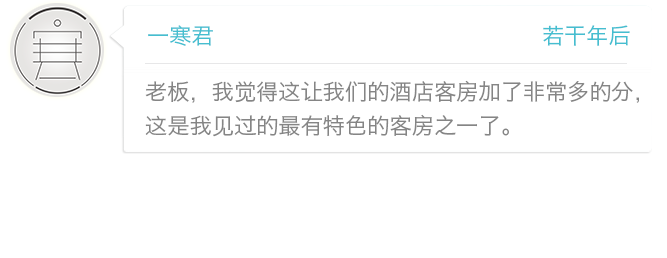 一寒君 若干年后
老板，我觉得这让我们的酒店客房加了非常多的分，
这是我见过的最有特色的客房之一了。